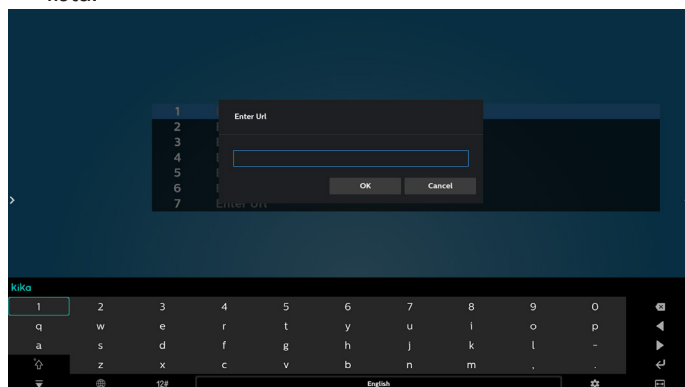 1
2
3
4
5
6
7
Enter Url
Enter Url
OK Cancel
kika
1 2 3 4 5 6 7 8 9 0
q w e r t y u i o p
a s d f g h j k l -
z x c v b n m , .
12# English